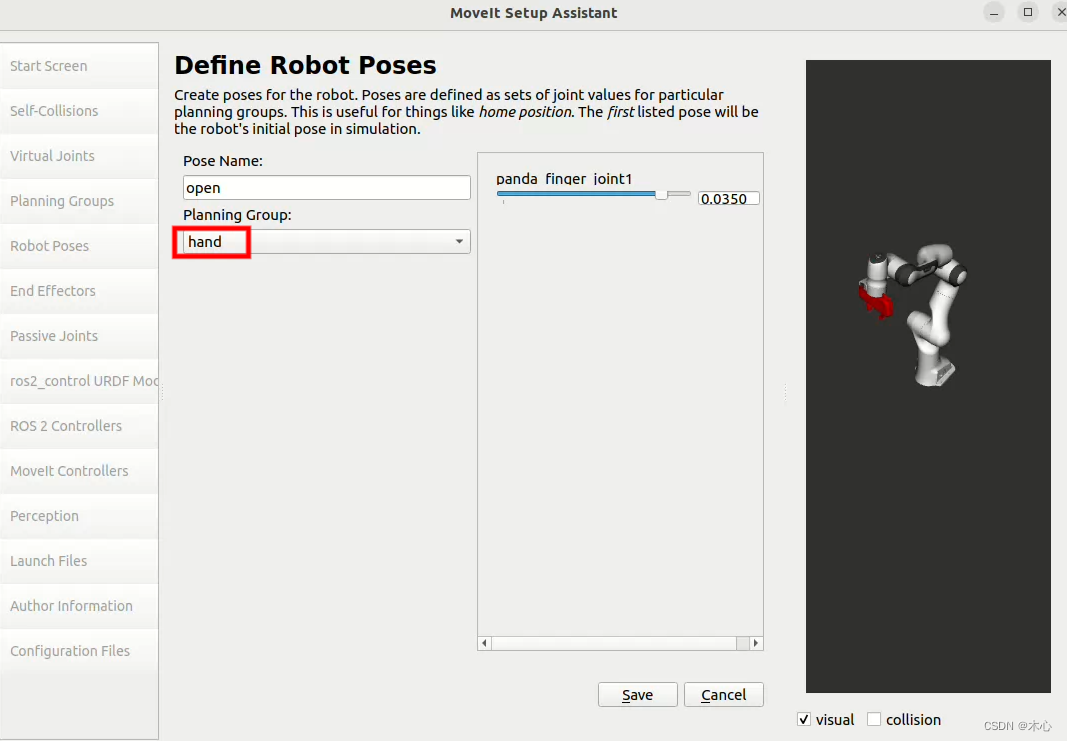 MoveIt Setup Assistant
Start Screen
Self-Collisions
Virtual Joints
Planning Groups
Robot Poses
End Effectors
Passive Joints
ros2_control URDF Mod
ROS 2 Controllers
MoveIt Controllers
Perception
Launch Files
Author Information
Configuration Files
Define Robot Poses
Create poses for the robot. Poses are defined as sets of joint values for particular
planning groups. This is useful for things like home position. The first listed pose will be
the robot's initial pose in simulation.
Pose Name:
open
Planning Group:
hand
panda_finger_joint1
0.0350
Save
Cancel
visual
collision
CSDN @木心